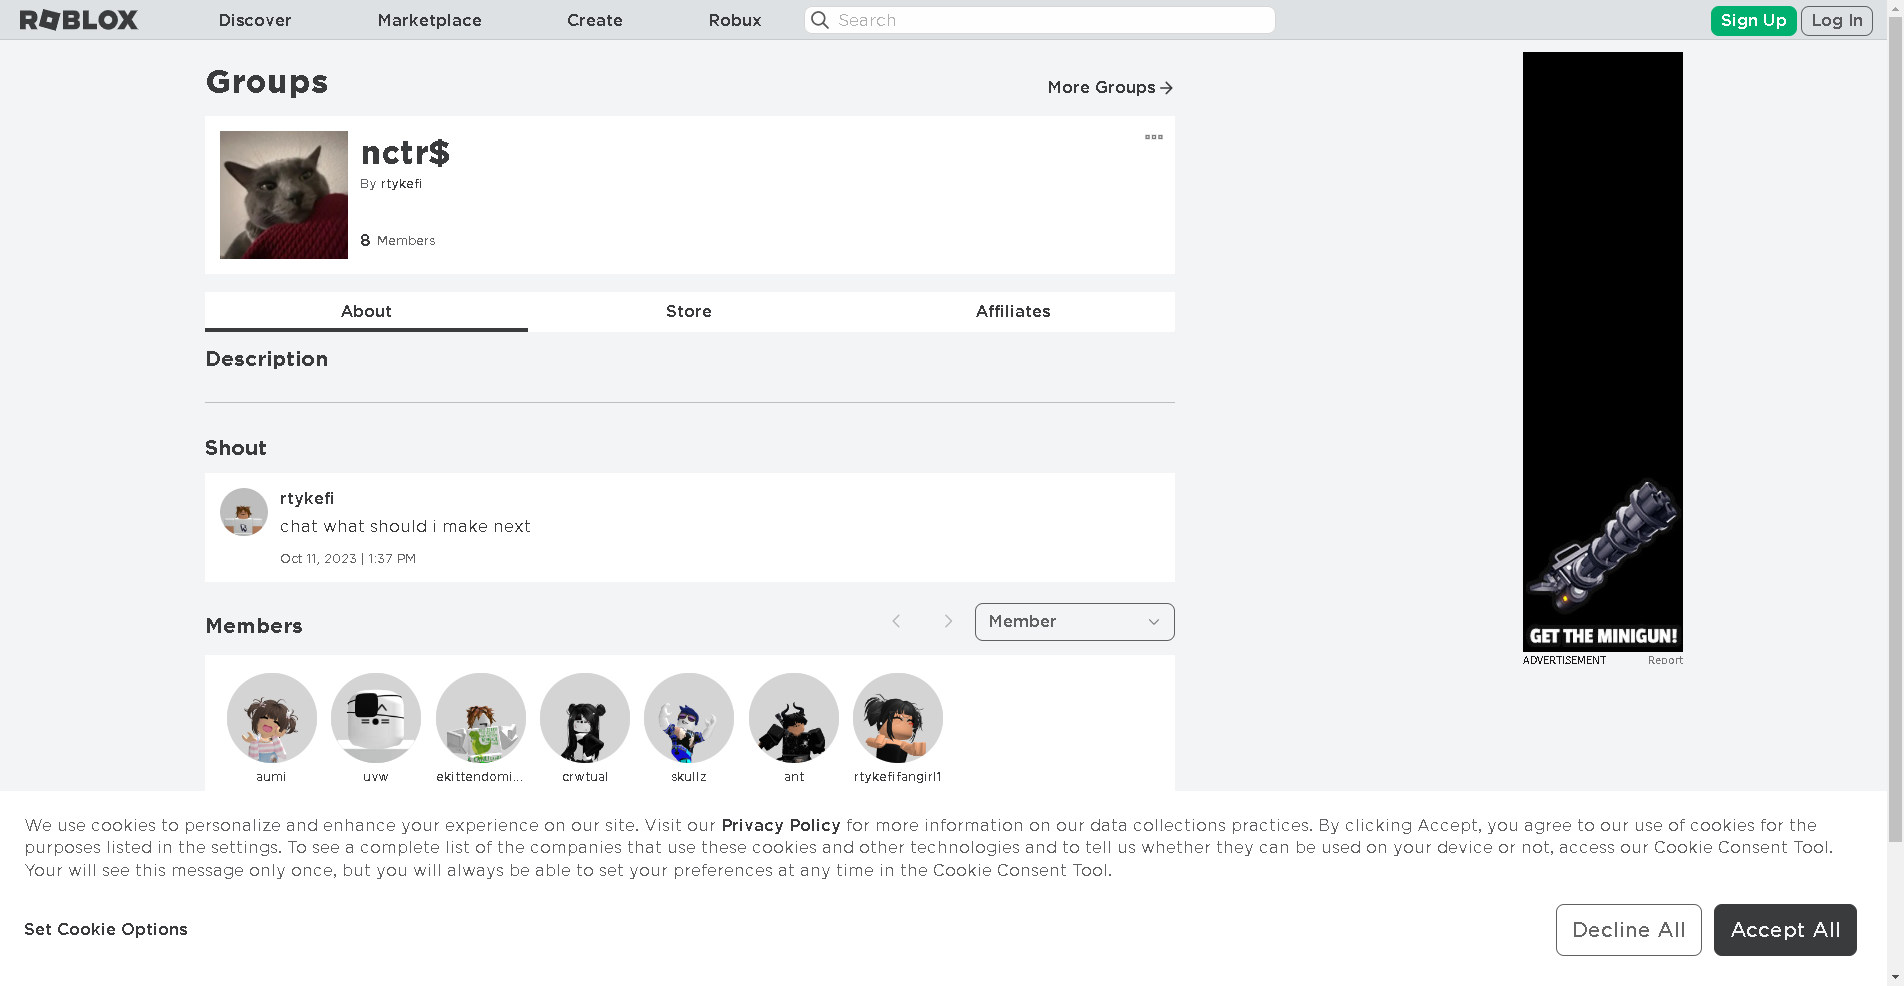 ROBLOX Discover Marketplace Create Robux Search Sign Up Log In
Groups
More Groups
nctr$
By rtykefi
8 Members
About Store Affiliates
Description
Shout
rtykefi
chat what should i make next
Oct 11, 2023 | 1:37 PM
Members
Member
aumi uvw ekittendomi... crwtual skullz ant rtykefifangirl1
GET THE MINIGUN!
ADVERTISEMENT Report
We use cookies to personalize and enhance your experience on our site. Visit our Privacy Policy for more information on our data collections practices. By clicking Accept, you agree to our use of cookies for the
purposes listed in the settings. To see a complete list of the companies that use these cookies and other technologies and to tell us whether they can be used on your device or not, access our Cookie Consent Tool.
Your will see this message only once, but you will always be able to set your preferences at any time in the Cookie Consent Tool.
Set Cookie Options
Decline All Accept All